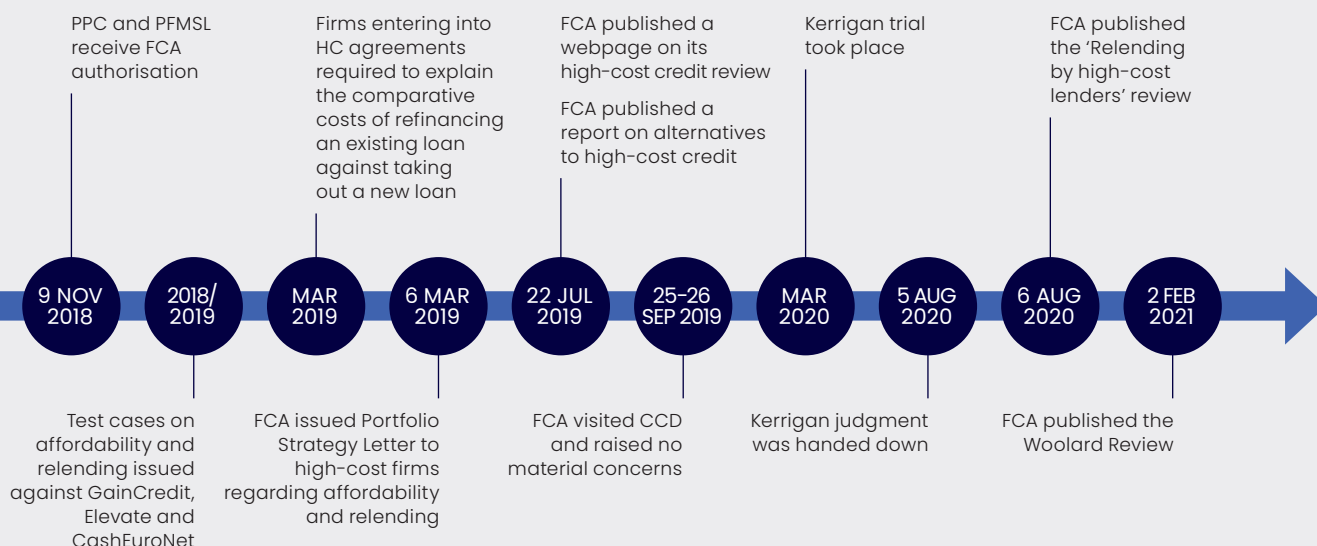 PPC and PFMSL
receive FCA
authorisation
Firms entering into
HC agreements
required to explain
the comparative
costs of refinancing
an existing loan
against taking
out a new loan
FCA published a
webpage on its
high-cost credit review
FCA published a
report on alternatives
to high-cost credit
Kerrigan trial
took place
FCA published
the ‘Relending
by high-cost
lenders’ review
9 NOV
2018
2018/
2019
MAR
2019
6 MAR
2019
22 JUL
2019
25-26
SEP 2019
MAR
2020
5 AUG
2020
6 AUG
2020
2 FEB
2021
Test cases on
affordability and
relending issued
against GainCredit,
Elevate and
CashEuroNet
FCA issued Portfolio
Strategy Letter to
high-cost firms
regarding affordability
and relending
FCA visited CCD
and raised no
material concerns
Kerrigan judgment
was handed down
FCA published the
Woolard Review